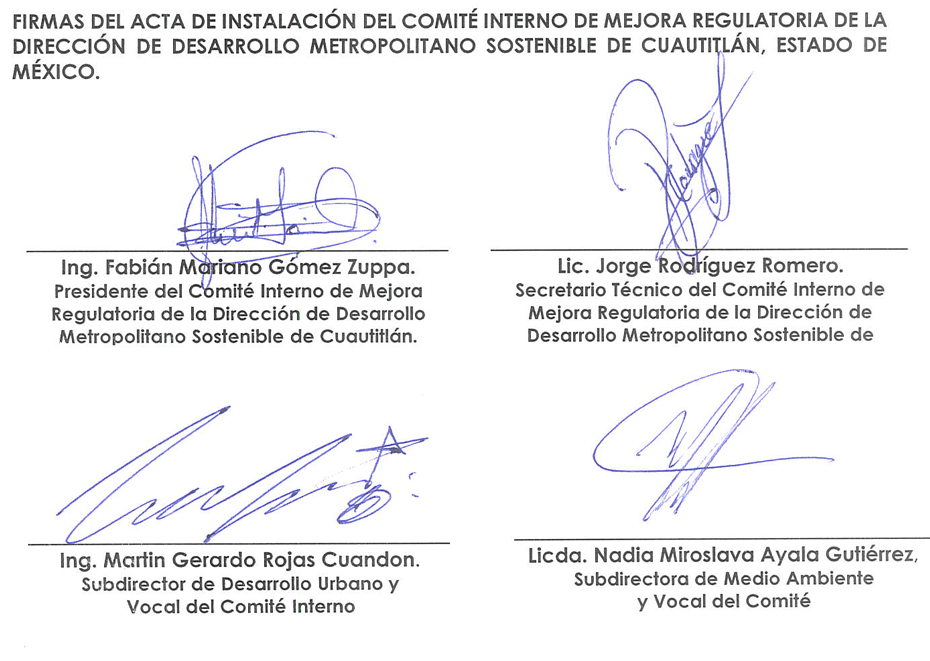 FIRMAS DEL ACTA DE INSTALACIÓN DEL COMITÉ INTERNO DE MEJORA REGULATORIA DE LA
DIRECCIÓN DE DESARROLLO METROPOLITANO SOSTENIBLE DE CUAUTITLÁN, ESTADO DE
MÉXICO.
Ing. Fabián Mariano Gómez Zuppa.
Presidente del Comité Interno de Mejora
Regulatoria de la Dirección de Desarrollo
Metropolitano Sostenible de Cuautitlán.
Lic. Jorge Rodríguez Romero.
Secretario Técnico del Comité Interno de
Mejora Regulatoria de la Dirección de
Desarrollo Metropolitano Sostenible de
Ing. Martin Gerardo Rojas Cuandon.
Subdirector de Desarrollo Urbano y
Vocal del Comité Interno
Licda. Nadia Miroslava Ayala Gutiérrez,
Subdirectora de Medio Ambiente
y Vocal del Comité